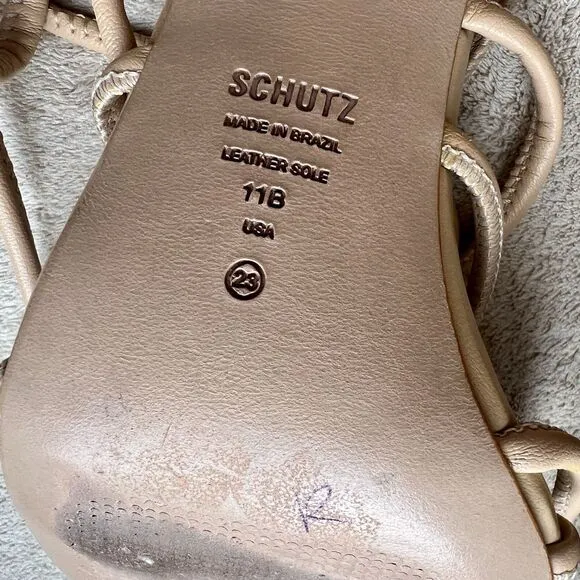 SCHUTZ
MADE IN BRAZIL
LEATHER SOLE
11B
USA
23